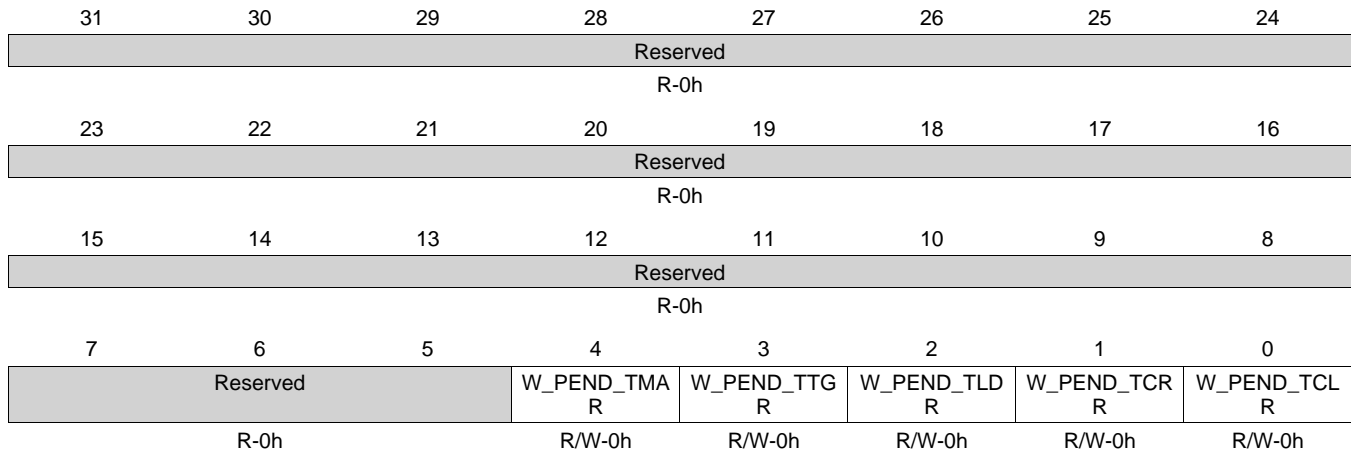 31 30 29 28 27 26 25 24
Reserved
R-0h
23 22 21 20 19 18 17 16
Reserved
R-0h
15 14 13 12 11 10 9 8
Reserved
R-0h
7 6 5 4 3 2 1 0
Reserved W_PEND_TMA W_PEND_TTG W_PEND_TLD W_PEND_TCR W_PEND_TCL
R R R R R
R-0h R/W-0h R/W-0h R/W-0h R/W-0h R/W-0h